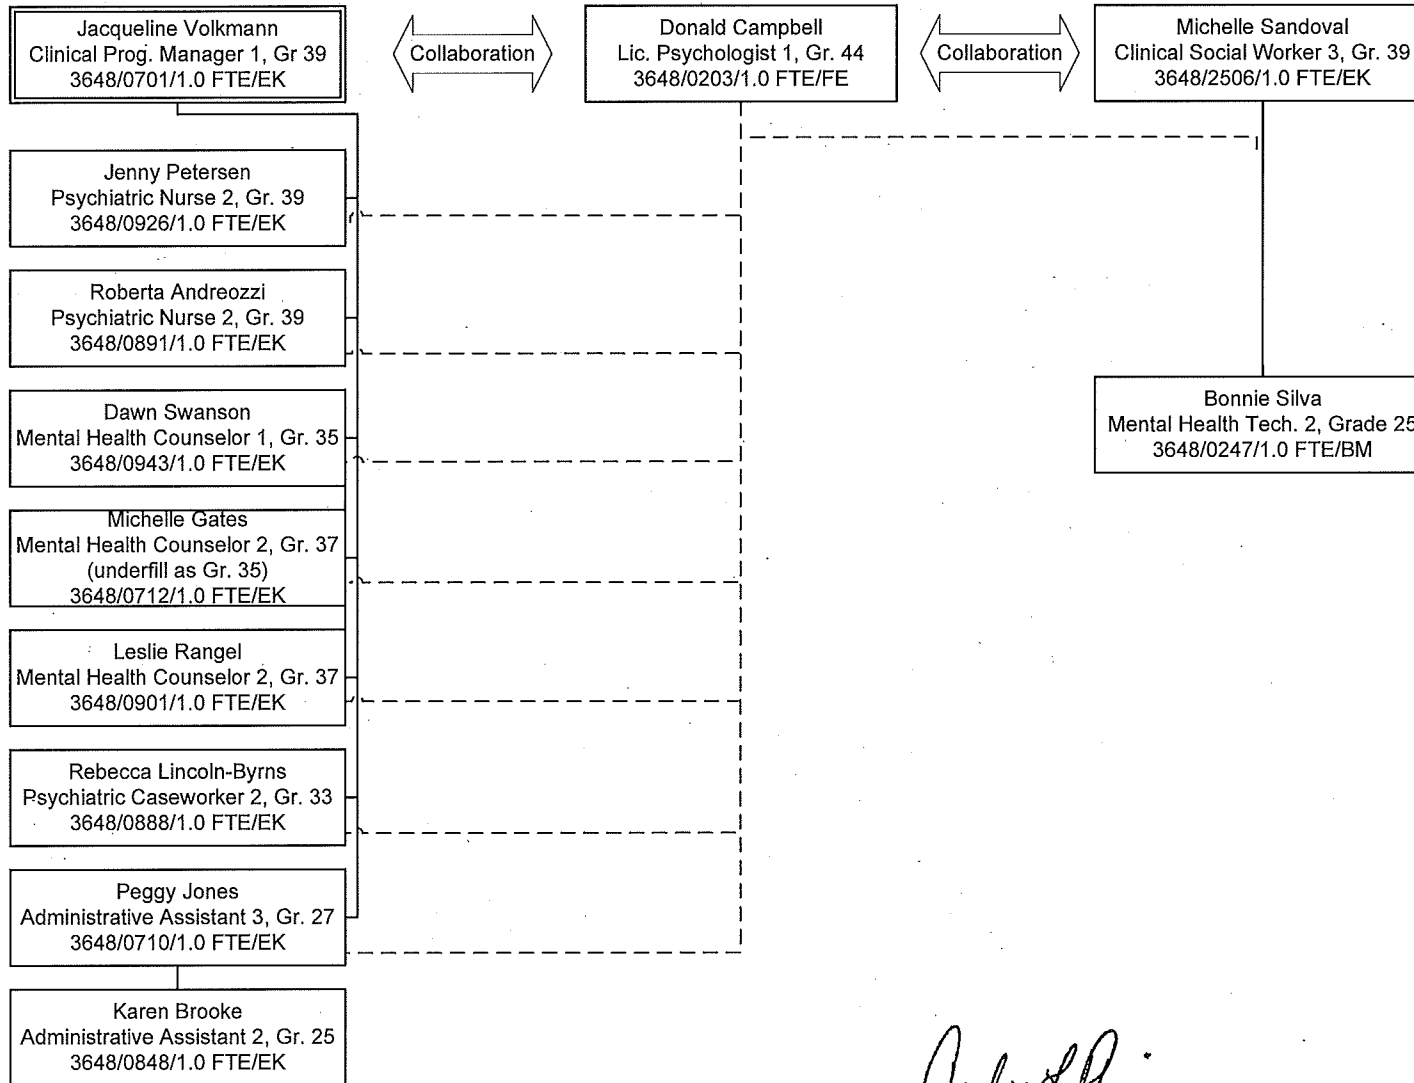 Jacqueline Volkmann
Clinical Prog. Manager 1, Gr 39
3648/0701/1.0 FTE/EK
Collaboration
Donald Campbell
Lic. Psychologist 1, Gr. 44
3648/0203/1.0 FTE/FE
Collaboration
Michelle Sandoval
Clinical Social Worker 3, Gr. 39
3648/2506/1.0 FTE/EK
Jenny Petersen
Psychiatric Nurse 2, Gr. 39
3648/0926/1.0 FTE/EK
Roberta Andreozzi
Psychiatric Nurse 2, Gr. 39
3648/0891/1.0 FTE/EK
Dawn Swanson
Mental Health Counselor 1, Gr. 35
3648/0943/1.0 FTE/EK
Bonnie Silva
Mental Health Tech. 2, Grade 25
3648/0247/1.0 FTE/BM
Michelle Gates
Mental Health Counselor 2, Gr. 37
(underfill as Gr. 35)
3648/0712/1.0 FTE/EK
Leslie Rangel
Mental Health Counselor 2, Gr. 37
3648/0901/1.0 FTE/EK
Rebecca Lincoln-Byrns
Psychiatric Caseworker 2, Gr. 33
3648/0888/1.0 FTE/EK
Peggy Jones
Administrative Assistant 3, Gr. 27
3648/0710/1.0 FTE/EK
Karen Brooke
Administrative Assistant 2, Gr. 25
3648/0848/1.0 FTE/EK